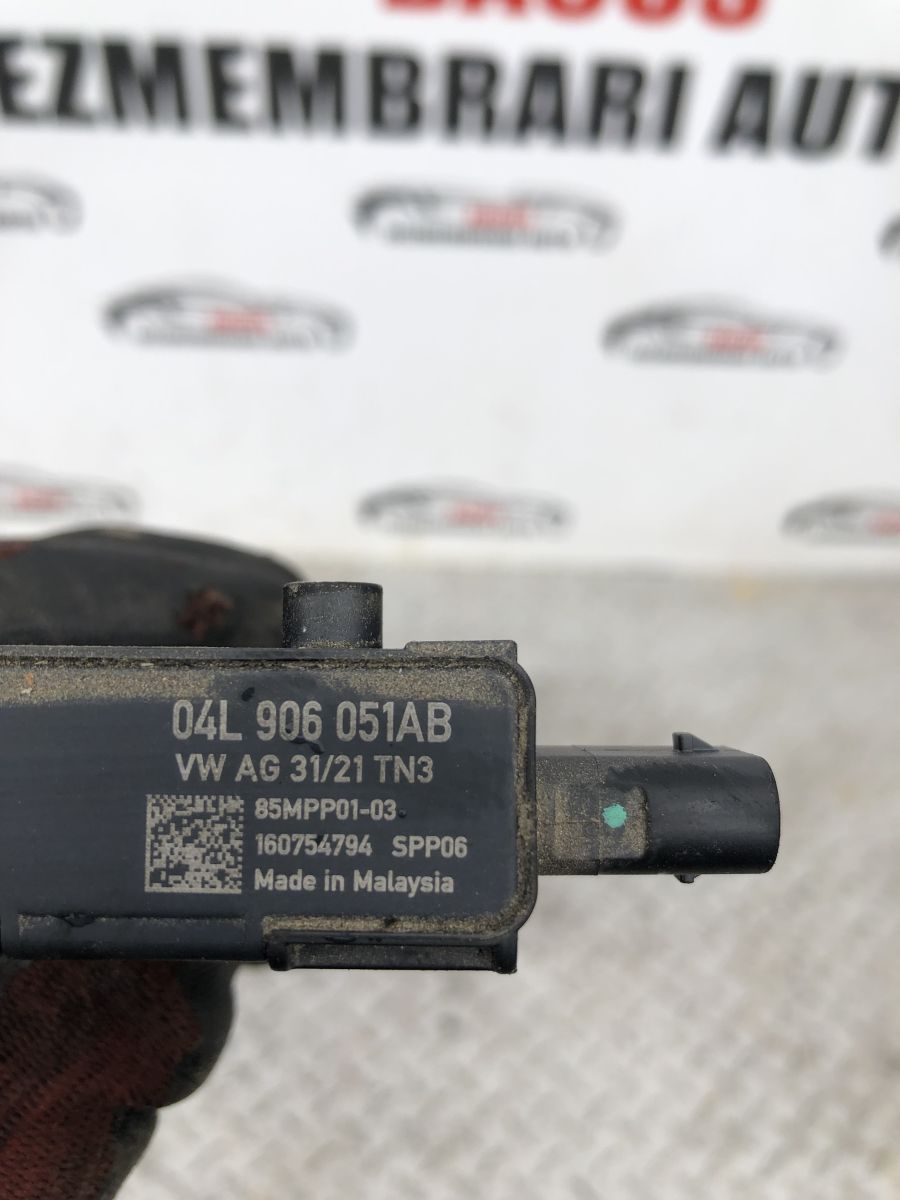 EZMEMBRARI AUT
04L 906 051AB
VW AG 31/21 TN3
85MPP01-03
160754794 SPP06
Made in Malaysia